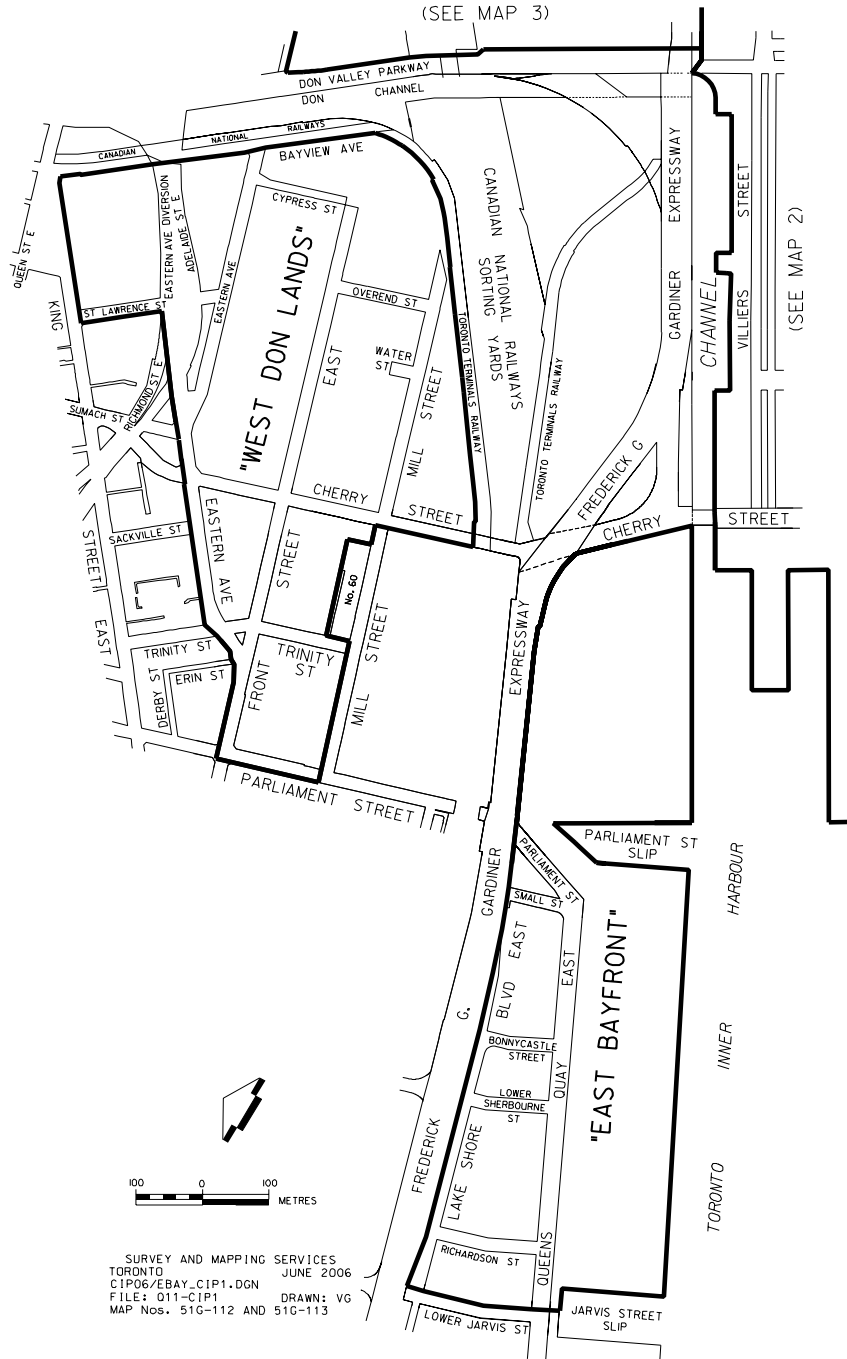 (SEE MAP 3)
DON VALLEY PARKWAY
DON CHANNEL
CANADIAN NATIONAL RAILWAYS
BAYVIEW AVE
CYPRESS ST
QUEEN ST E
EASTERN AVE DIVERSION
ADELAIDE ST E
EASTERN AVE
"WEST DON LANDS"
CANADIAN NATIONAL RAILWAYS
SORTING YARDS
GARDINER EXPRESSWAY
CHANNEL
VILLIERS STREET
(SEE MAP 2)
KING STREET EAST
ST LAWRENCE ST
OVEREND ST
WATER
ST
TORONTO TERMINALS RAILWAY
TORONTO TERMINALS RAILWAY
SUMACH ST
RICHMOND ST E
FRONT STREET EAST
MILL STREET
FREDERICK G
CHERRY STREET
CHERRY STREET
SACKVILLE ST
EASTERN AVE
No. 60
TRINITY ST
TRINITY
ST
DERBY ST
ERIN ST
MILL STREET
PARLIAMENT STREET
EXPRESSWAY
GARDINER
G.
FREDERICK
PARLIAMENT ST
SLIP
PARLIAMENT ST
SMALL ST
LAKE SHORE BLVD EAST
QUEENS QUAY EAST
"EAST BAYFRONT"
TORONTO INNER HARBOUR
BONNYCASTLE
STREET
LOWER
SHERBOURNE
ST
RICHARDSON ST
LOWER JARVIS ST
JARVIS STREET
SLIP
100 0 100
METRES
SURVEY AND MAPPING SERVICES
TORONTO JUNE 2006
CIP06/EBAY_CIP1.DGN
FILE: Q11-CIP1 DRAWN: VG
MAP Nos. 51G-112 AND 51G-113